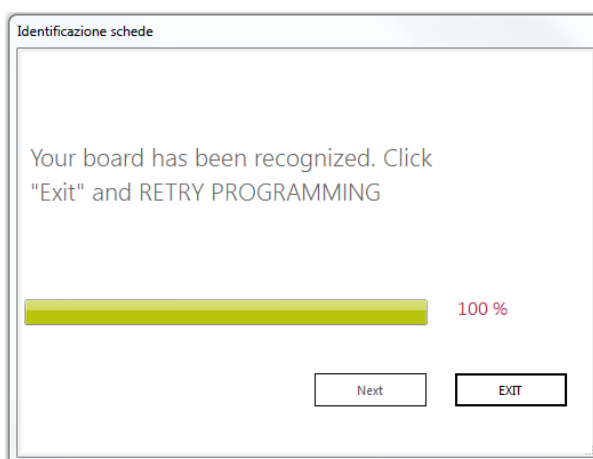 Identificazione schede
Your board has been recognized. Click
"Exit" and RETRY PROGRAMMING
100 %
Next
EXIT